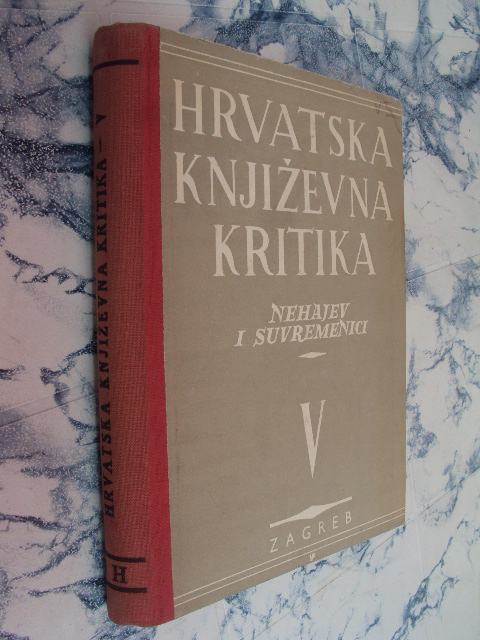 HRVATSKA
KNJIŽEVNA
KRITIKA
NEHAJEV
I SUVREMENICI
V
ZAGREB
HRVATSKA KNJIŽEVNA KRITIKA - V
H